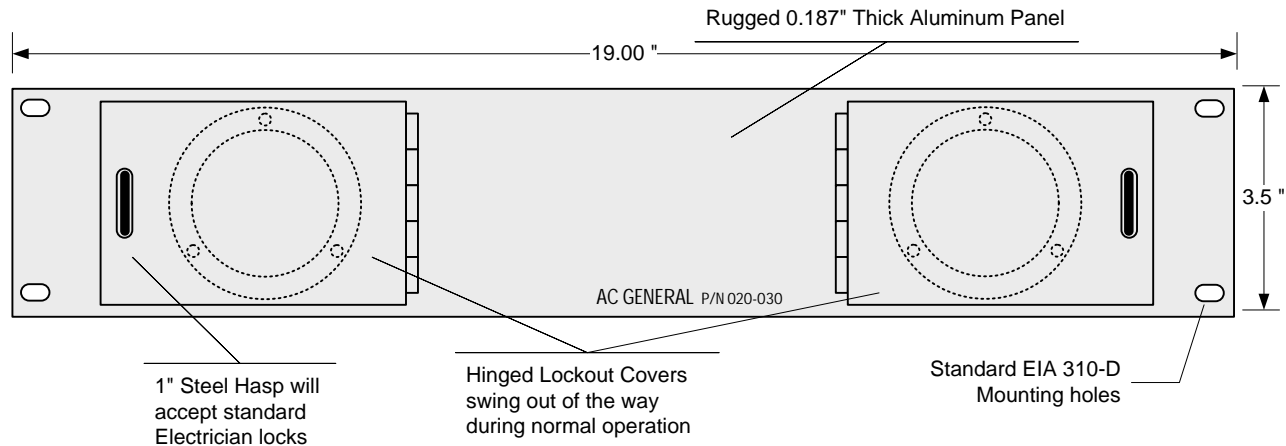 Rugged 0.187" Thick Aluminum Panel
19.00 "
3.5 "
AC GENERAL P/N 020-030
1" Steel Hasp will
accept standard
Electrician locks
Hinged Lockout Covers
swing out of the way
during normal operation
Standard EIA 310-D
Mounting holes